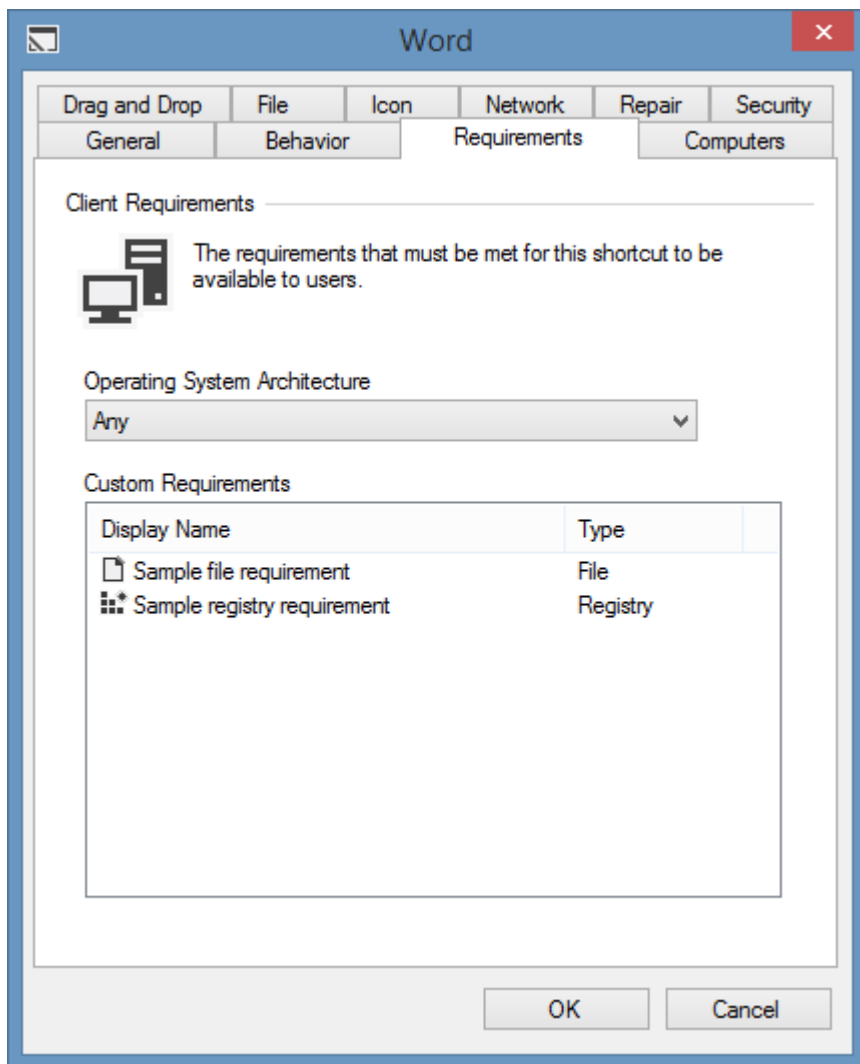 Word
Drag and Drop File Icon Network Repair Security
General Behavior Requirements Computers
Client Requirements
The requirements that must be met for this shortcut to be
available to users.
Operating System Architecture
Any
Custom Requirements
Display Name Type
Sample file requirement File
Sample registry requirement Registry
OK Cancel